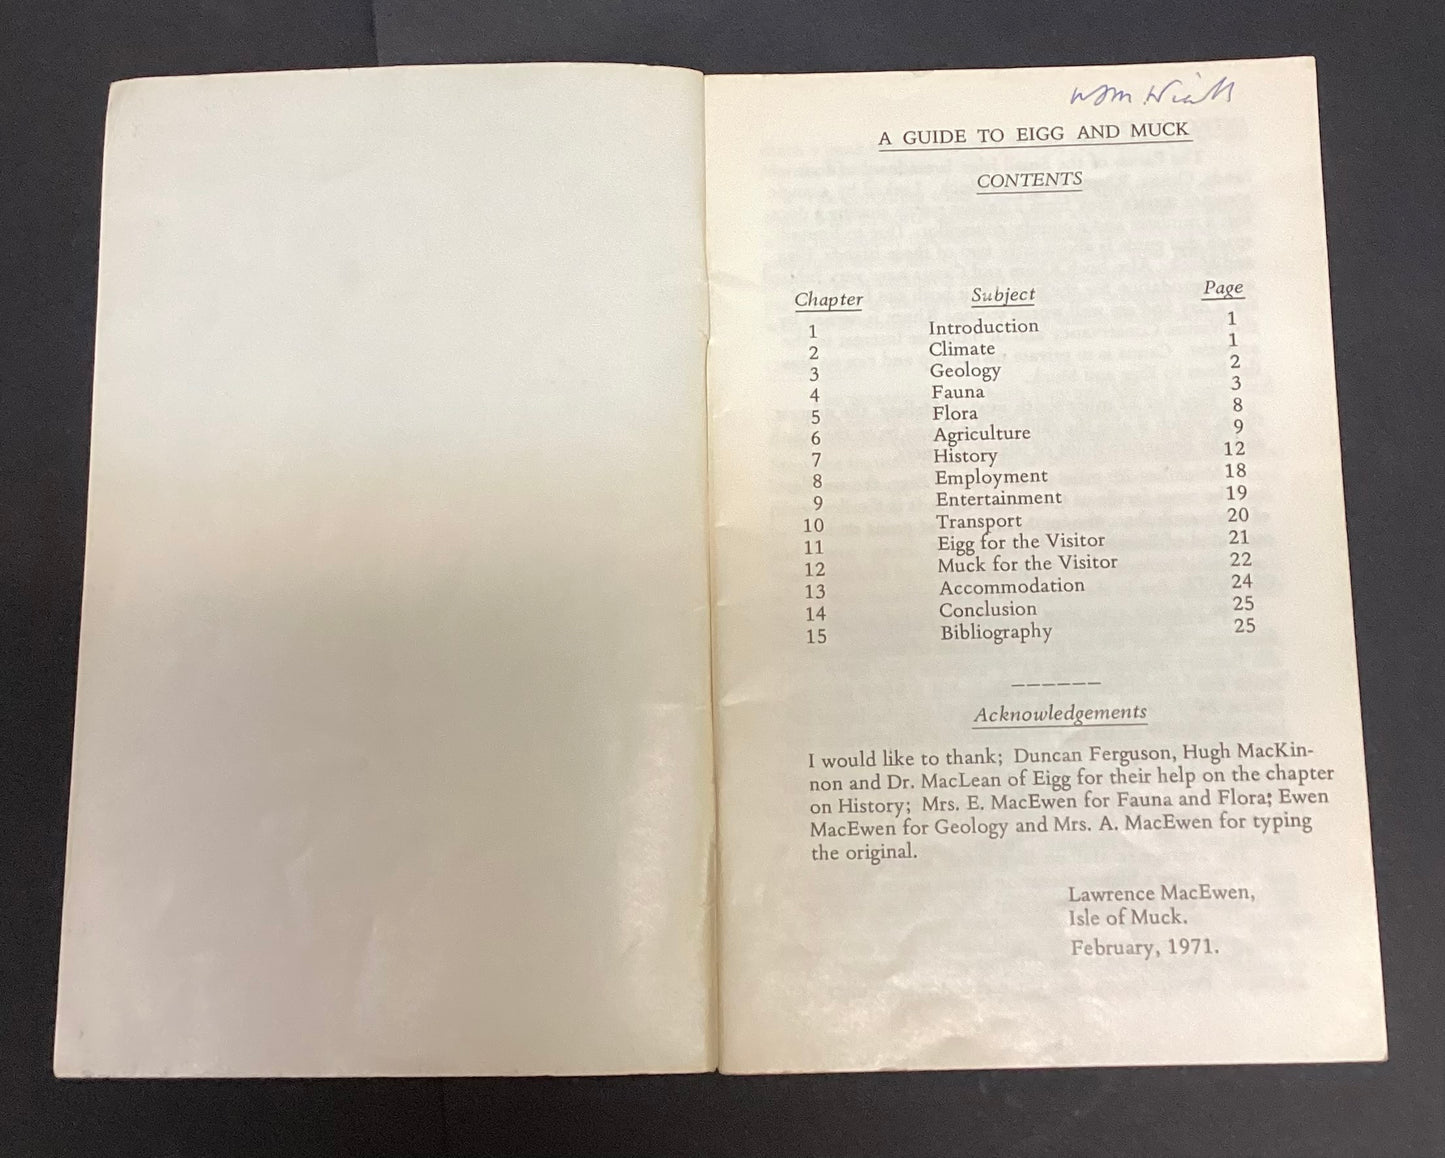 A GUIDE TO EIGG AND MUCK
CONTENTS
Chapter Subject Page
1 Introduction 1
2 Climate 1
3 Geology 2
4 Fauna 3
5 Flora 8
6 Agriculture 9
7 History 12
8 Employment 18
9 Entertainment 19
10 Transport 20
11 Eigg for the Visitor 21
12 Muck for the Visitor 22
13 Accommodation 24
14 Conclusion 25
15 Bibliography 25
Acknowledgements
I would like to thank; Duncan Ferguson, Hugh MacKin-
non and Dr. MacLean of Eigg for their help on the chapter
on History; Mrs. E. MacEwen for Fauna and Flora; Ewen
MacEwen for Geology and Mrs. A. MacEwen for typing
the original.
Lawrence MacEwen,
Isle of Muck.
February, 1971.